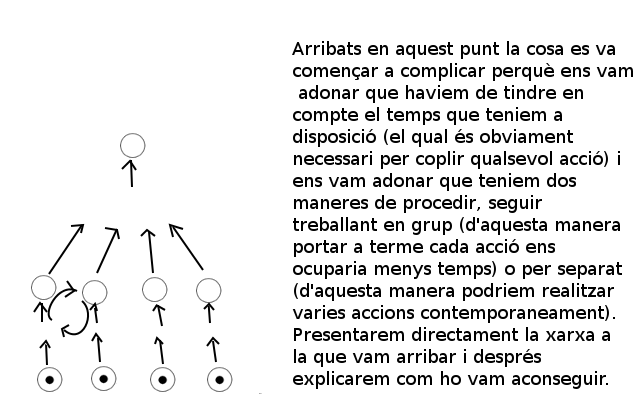 Arribats en aquest punt la cosa es va
començar a complicar perquè ens vam
adonar que haviem de tindre en
compte el temps que teniem a
disposició (el qual és obviament
necessari per coplir qualsevol acció) i
ens vam adonar que teniem dos
maneres de procedir, seguir
treballant en grup (d'aquesta manera
portar a terme cada acció ens
ocuparia menys temps) o per separat
(d'aquesta manera podriem realitzar
varies accions contemporaneament).
Presentarem directament la xarxa a
la que vam arribar i després
explicarem com ho vam aconseguir.